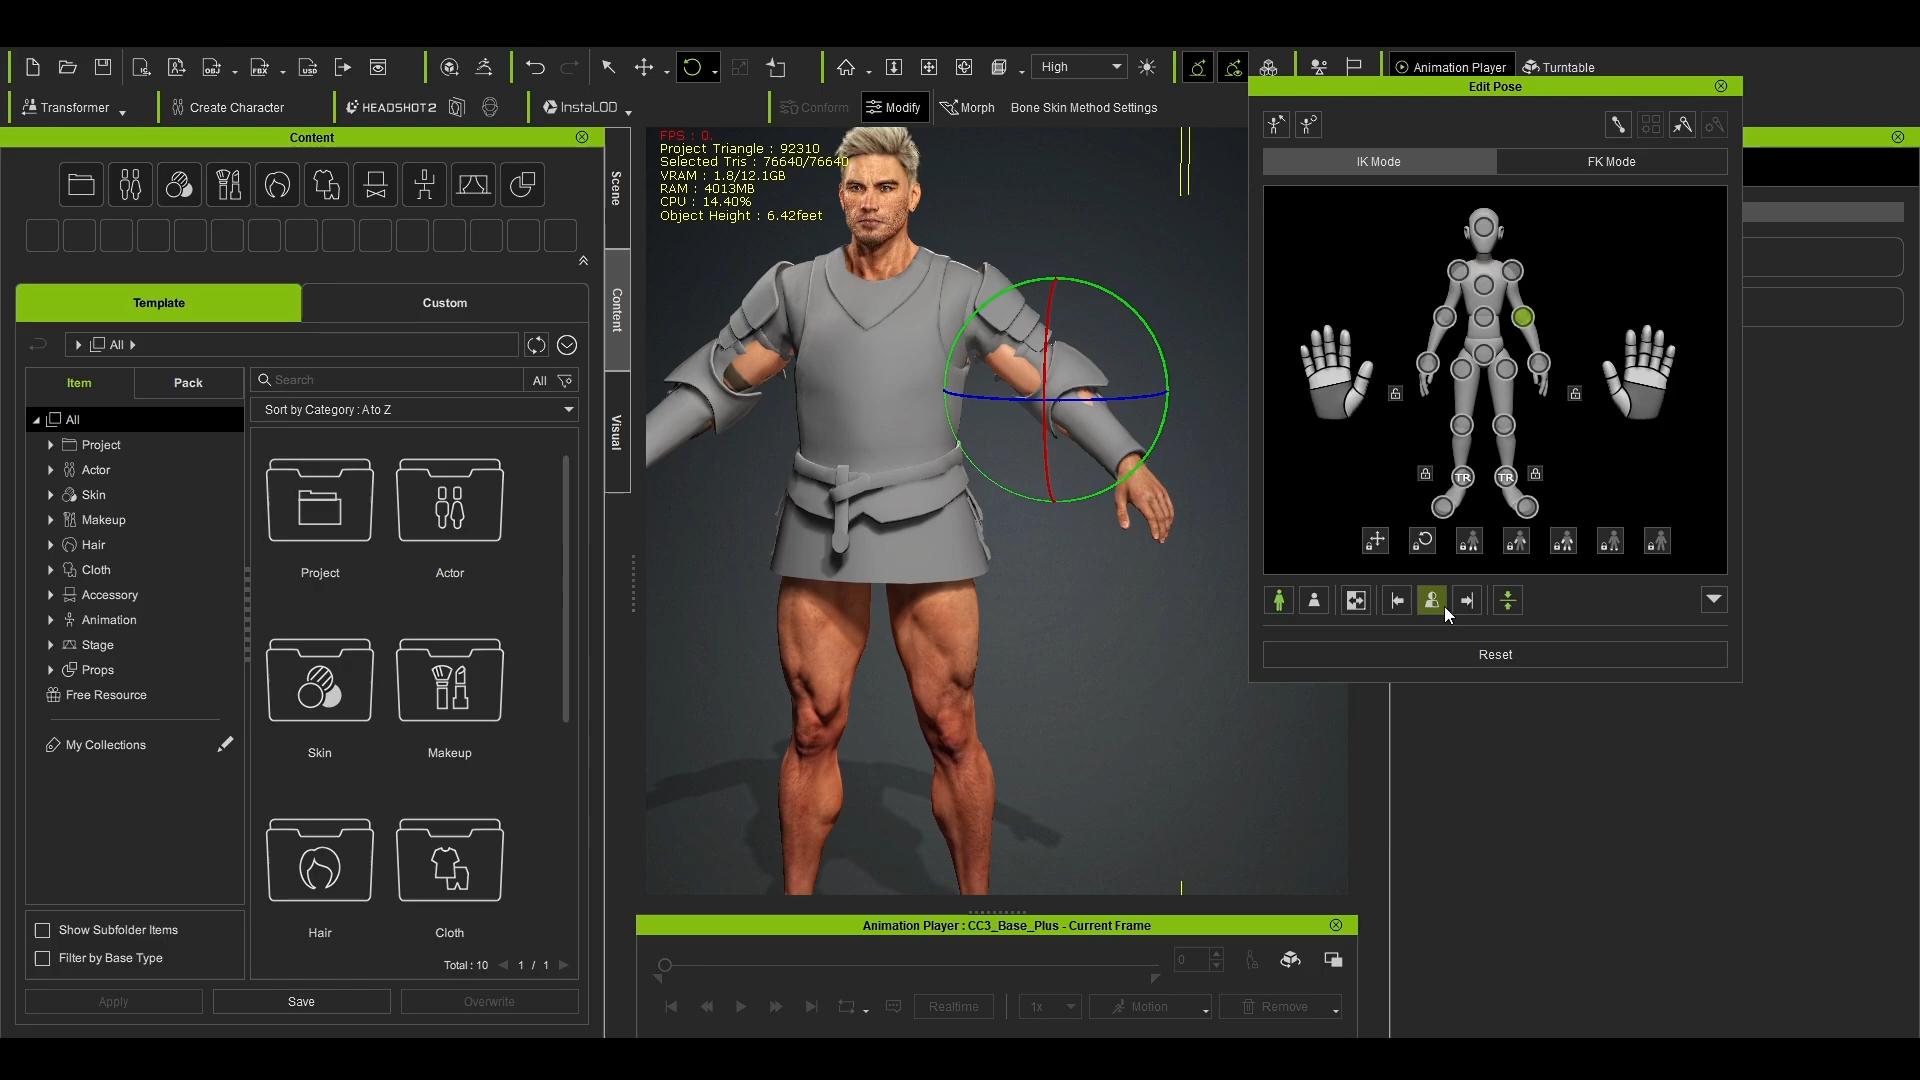 High
Animation Player
Turntable
Transformer
Create Character
HEADSHOT2
InstaLOD
Conform
Modify
Morph
Bone Skin Method Settings
Edit Pose
Content
FPS : 0.
Project Triangle : 92310
Selected Tris : 76640/76640
VRAM : 1.8/12.1GB
RAM : 4013MB
CPU : 14.40%
Object Height : 6.42feet
Scene
Content
Visual
IK Mode
FK Mode
TR
TR
Reset
Template
Custom
All
Item
Pack
Search
All
Sort by Category : A to Z
All
Project
Actor
Skin
Makeup
Hair
Cloth
Accessory
Animation
Stage
Props
Free Resource
My Collections
Project
Actor
Skin
Makeup
Hair
Cloth
Show Subfolder Items
Filter by Base Type
Total : 10
1 / 1
Apply
Save
Overwrite
Animation Player : CC3_Base_Plus - Current Frame
0
Realtime
1x
Motion
Remove